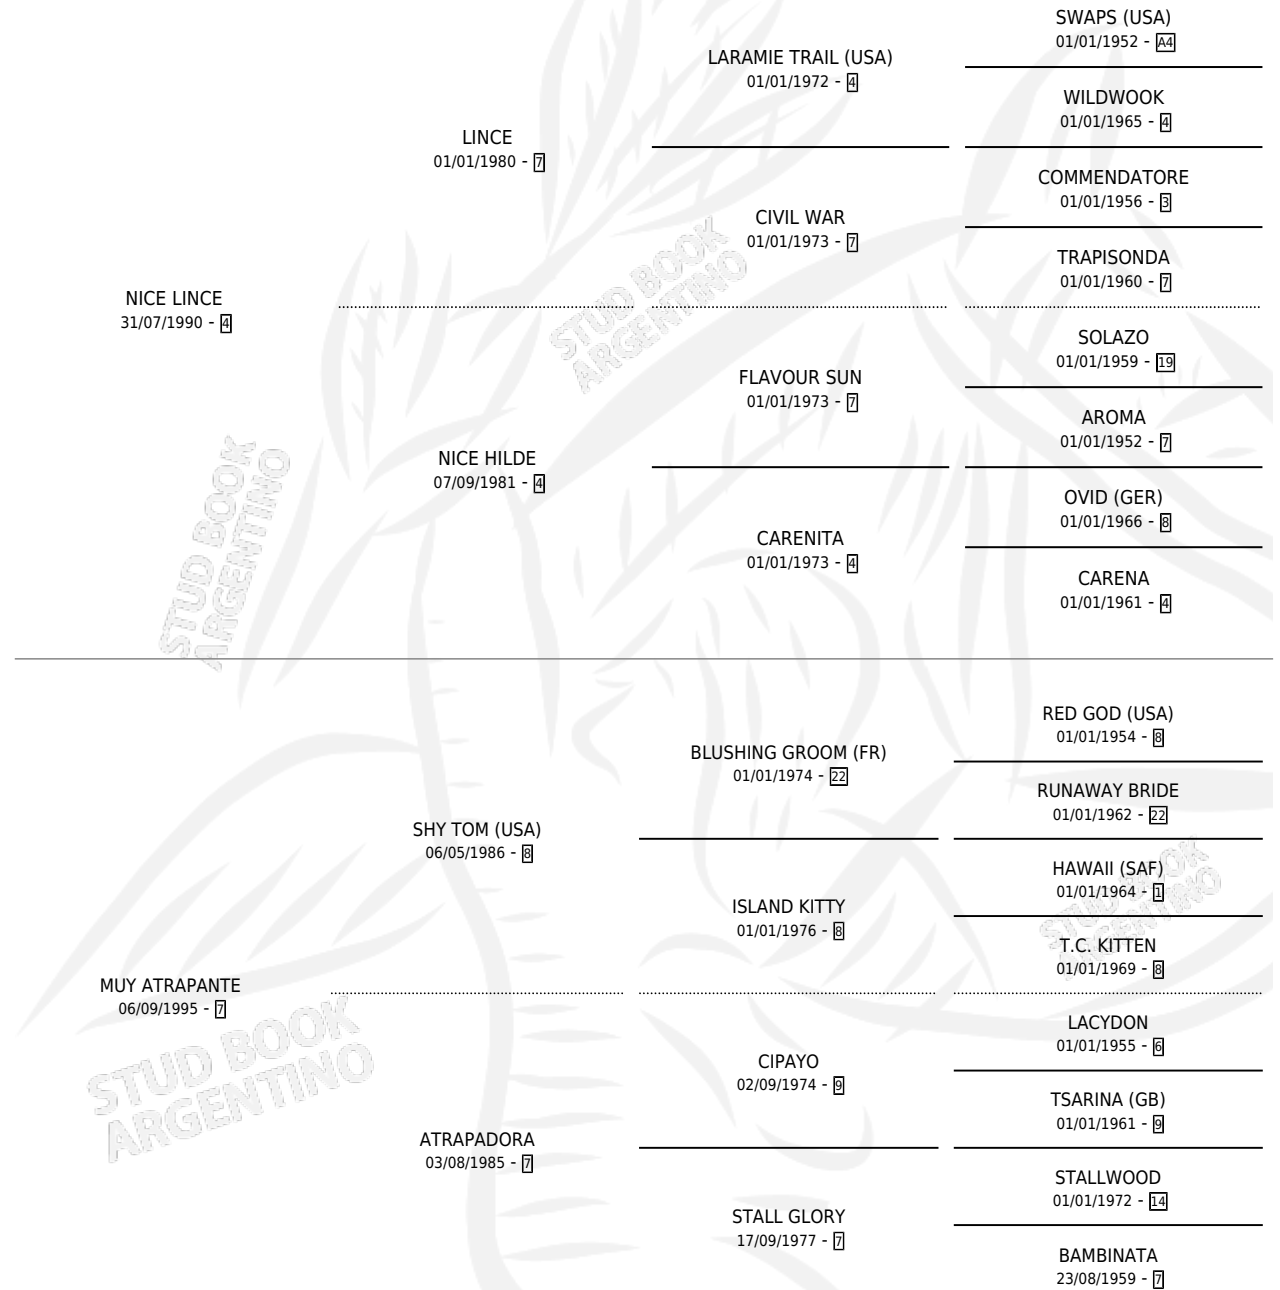 SWAPS (USA)
01/01/1952 - A4
LARAMIE TRAIL (USA)
01/01/1972 - 4
WILDWOOK
01/01/1965 - 4
LINCE
01/01/1980 - 7
COMMENDATORE
01/01/1956 - 3
CIVIL WAR
01/01/1973 - 7
TRAPISONDA
01/01/1960 - 7
NICE LINCE
31/07/1990 - 4
SOLAZO
01/01/1959 - 19
FLAVOUR SUN
01/01/1973 - 7
AROMA
01/01/1952 - 7
NICE HILDE
07/09/1981 - 4
OVID (GER)
01/01/1966 - 8
CARENITA
01/01/1973 - 4
CARENA
01/01/1961 - 4
STUD BOOK
ARGENTINO
STUD BOOK
ARGENTINO
RED GOD (USA)
01/01/1954 - 8
BLUSHING GROOM (FR)
01/01/1974 - 22
RUNAWAY BRIDE
01/01/1962 - 22
SHY TOM (USA)
06/05/1986 - 8
HAWAII (SAF)
01/01/1964 - 1
ISLAND KITTY
01/01/1976 - 8
T.C. KITTEN
01/01/1969 - 8
MUY ATRAPANTE
06/09/1995 - 7
LACYDON
01/01/1955 - 6
CIPAYO
02/09/1974 - 9
TSARINA (GB)
01/01/1961 - 9
ATRAPADORA
03/08/1985 - 7
STALLWOOD
01/01/1972 - 14
STALL GLORY
17/09/1977 - 7
BAMBINATA
23/08/1959 - 7
STUD BOOK
ARGENTINO
STUD BOOK
ARGENTINO